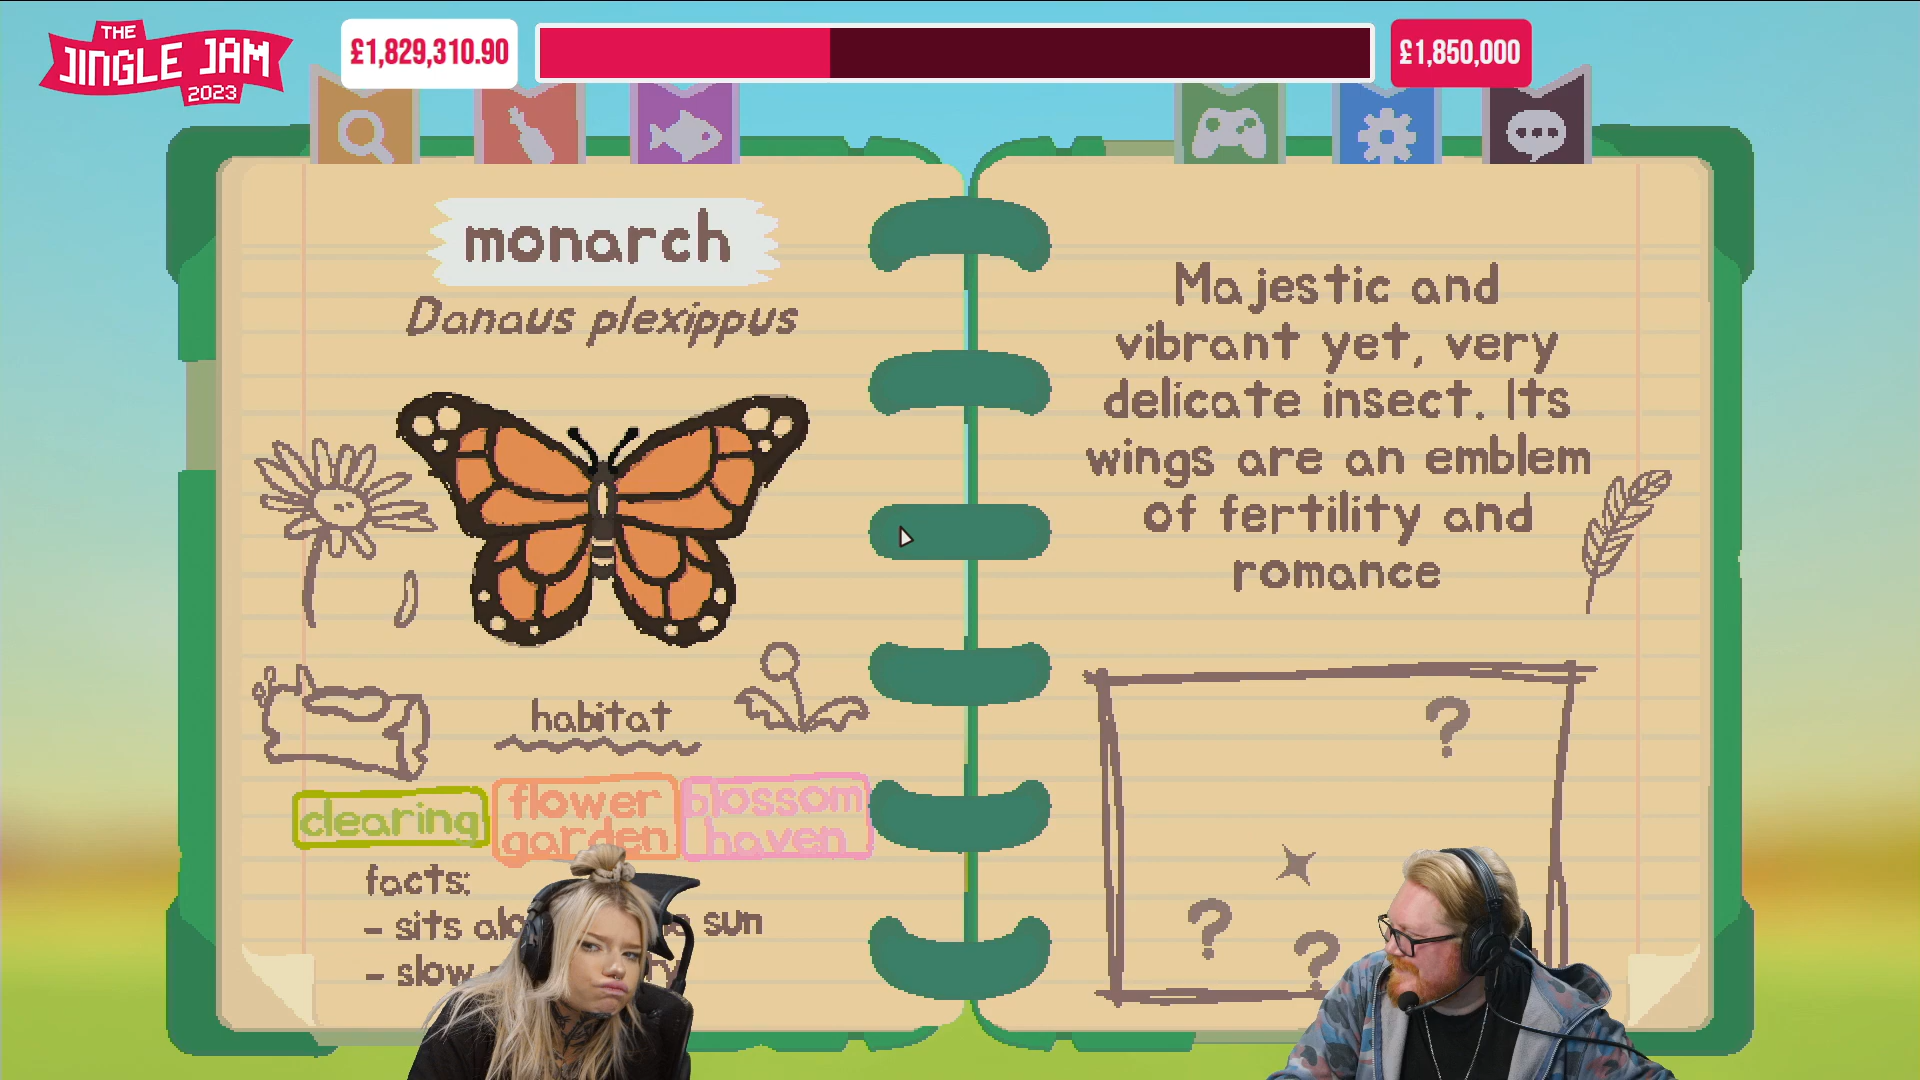 THE
JINGLE JAM
2023
£1,829,310.90
£1,850,000
monarch
Danaus plexippus
habitat
clearing
flower
garden
blossom
haven
facts:
- sits sun
- slow
Majestic and
vibrant yet, very
delicate insect. Its
wings are an emblem
of fertility and
romance
?
?
?